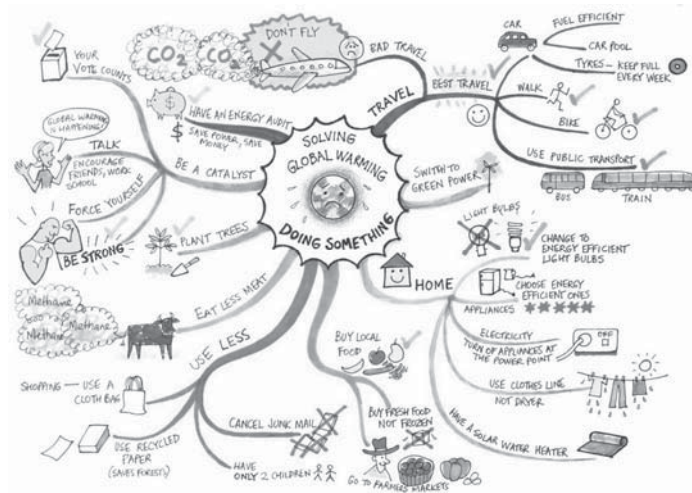 SOLVING
GLOBAL WARMING
DOING SOMETHING
TRAVEL
BEST TRAVEL
CAR
FUEL EFFICIENT
CAR POOL
TYRES – KEEP FULL
EVERY WEEK
WALK
BIKE
USE PUBLIC TRANSPORT
BUS
TRAIN
BAD TRAVEL
DON'T FLY
CO2
CO2
SWITCH TO
GREEN POWER
HOME
LIGHT BULBS
CHANGE TO
ENERGY EFFICIENT
LIGHT BULBS
CHOOSE ENERGY
EFFICIENT ONES
APPLIANCES
ELECTRICITY
TURN OF APPLIANCES AT
THE POWER POINT
OFF
USE CLOTHES LINE
NOT DRYER
HAVE A SOLAR WATER HEATER
BUY LOCAL
FOOD
BUY FRESH FOOD
NOT FROZEN
GO TO FARMERS MARKETS
USE LESS
CANCEL JUNK MAIL
HAVE
ONLY 2 CHILDREN
SHOPPING — USE A
CLOTH BAG
USE RECYCLED
PAPER
(SAVES FORESTS)
EAT LESS MEAT
Methane
Methane
Methane
PLANT TREES
BE A CATALYST
YOUR
VOTE COUNTS
TALK
ENCOURAGE
FRIENDS, WORK
SCHOOL
GLOBAL WARMING
IS HAPPENING!
FORCE YOURSELF
BE STRONG
HAVE AN ENERGY AUDIT
$
$ SAVE POWER, SAVE
MONEY